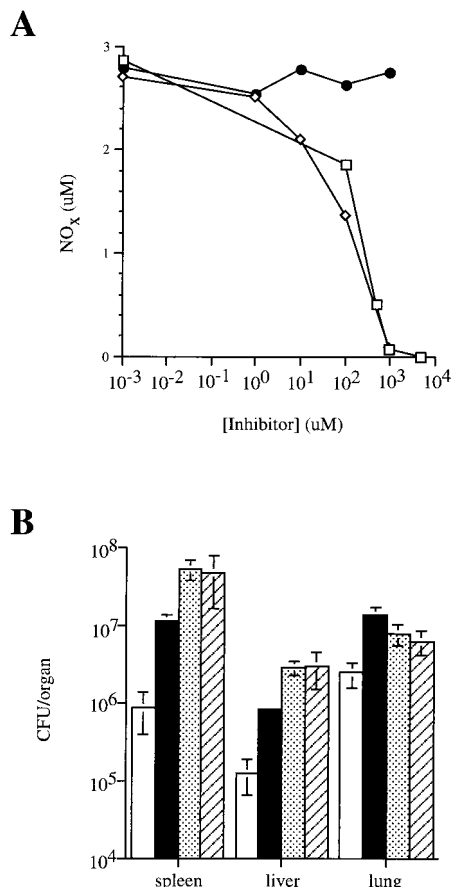 A
3
2
1
0
NOX (uM)
10-3 10-2 10-1 100 101 102 103 104
[Inhibitor] (uM)
B
108
107
106
105
104
CFU/organ
spleen liver lung